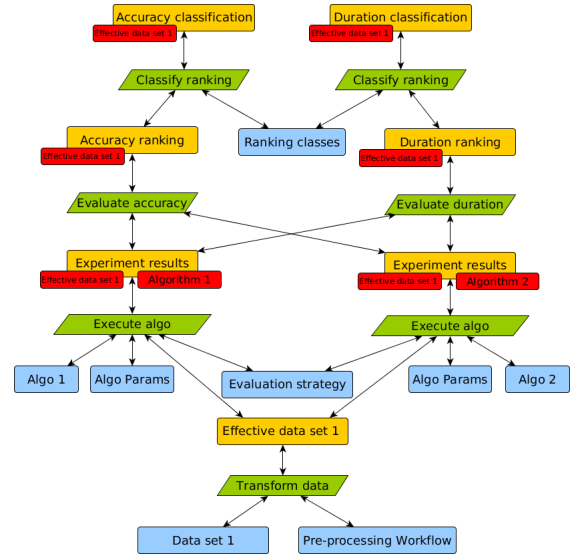 Accuracy classification
Duration classification
Effective data set 1
Effective data set 1
Classify ranking
Classify ranking
Accuracy ranking
Ranking classes
Duration ranking
Effective data set 1
Effective data set 1
Evaluate accuracy
Evaluate duration
Experiment results
Experiment results
Effective data set 1
Algorithm 1
Effective data set 1
Algorithm 2
Execute algo
Execute algo
Algo 1
Algo Params
Evaluation strategy
Algo Params
Algo 2
Effective data set 1
Transform data
Data set 1
Pre-processing Workflow